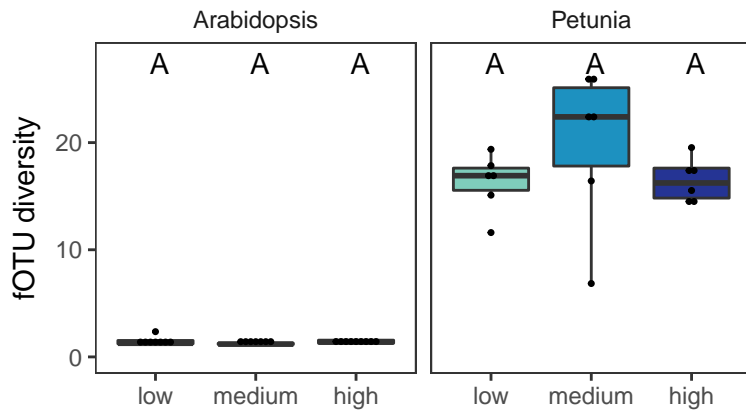 Arabidopsis
Petunia
A A A
A A A
fOTU diversity
20
10
0
low medium high
low medium high